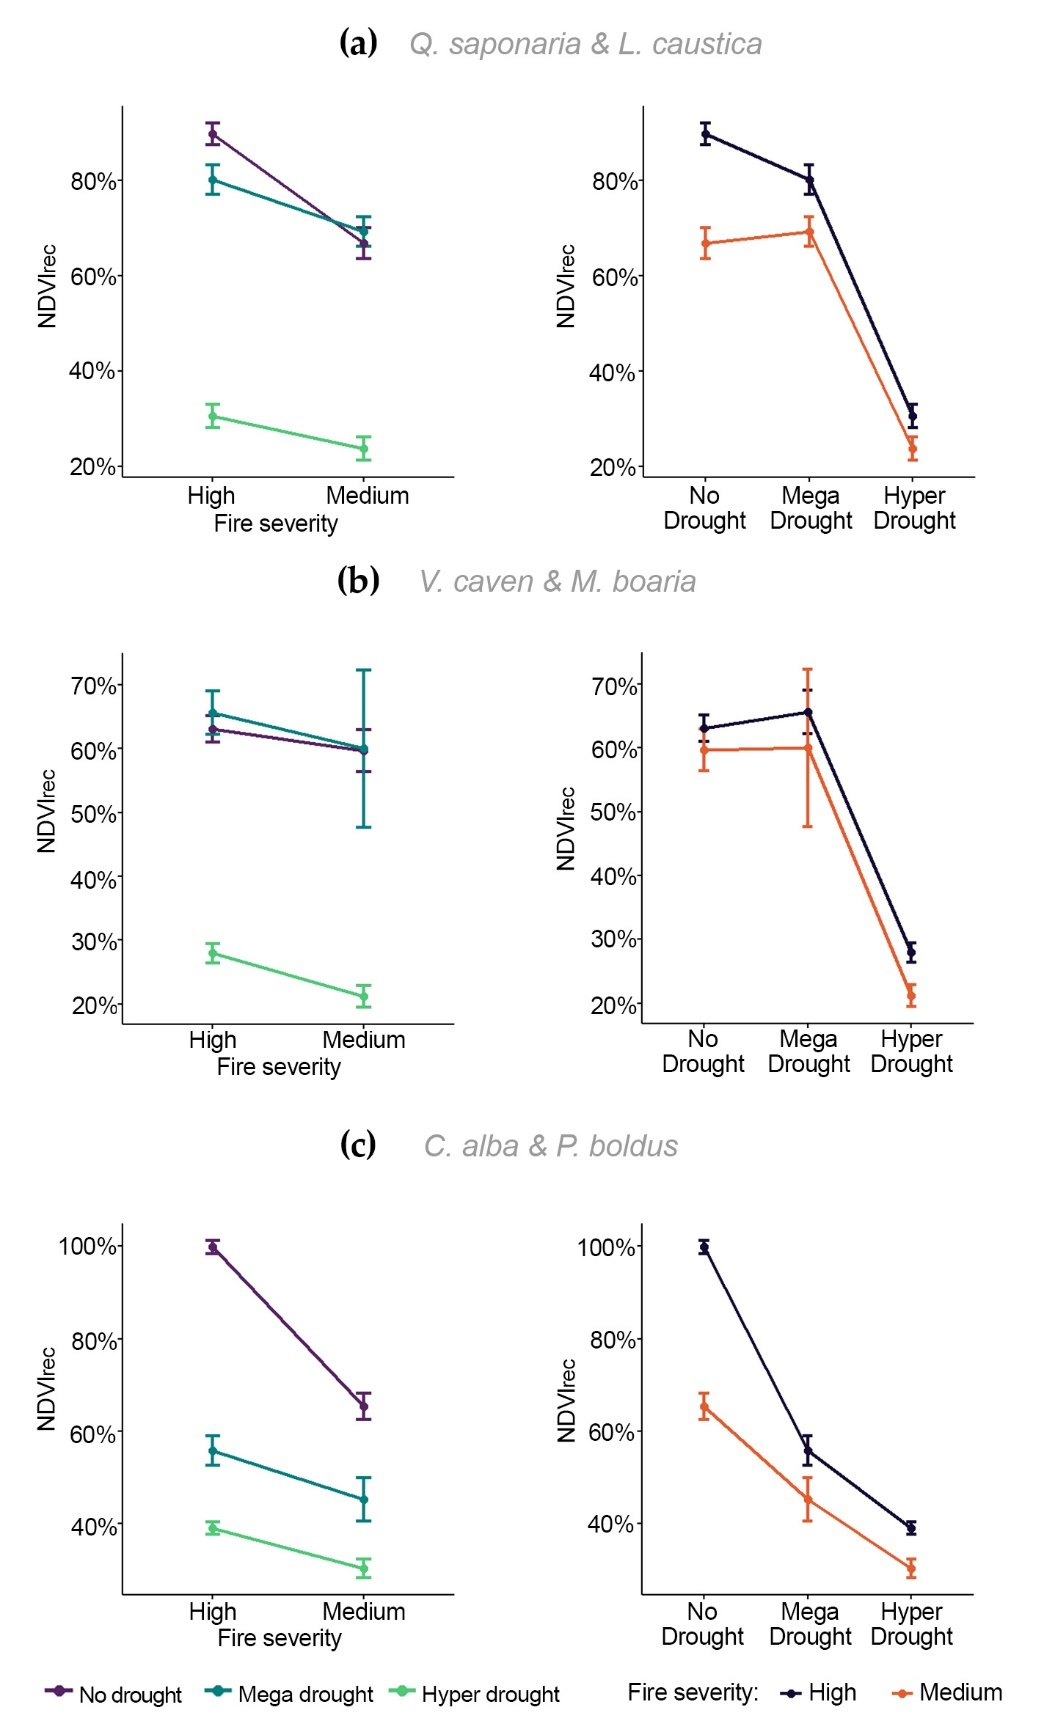 (a) Q. saponaria & L. caustica
80%
60%
40%
20%
NDVIrec
High Medium
Fire severity
80%
60%
40%
20%
NDVIrec
No Mega Hyper
Drought Drought Drought
(b) V. caven & M. boaria
70%
60%
50%
40%
30%
20%
NDVIrec
High Medium
Fire severity
70%
60%
50%
40%
30%
20%
NDVIrec
No Mega Hyper
Drought Drought Drought
(c) C. alba & P. boldus
100%
80%
60%
40%
NDVIrec
High Medium
Fire severity
100%
80%
60%
40%
NDVIrec
No Mega Hyper
Drought Drought Drought
No drought Mega drought Hyper drought Fire severity: High Medium